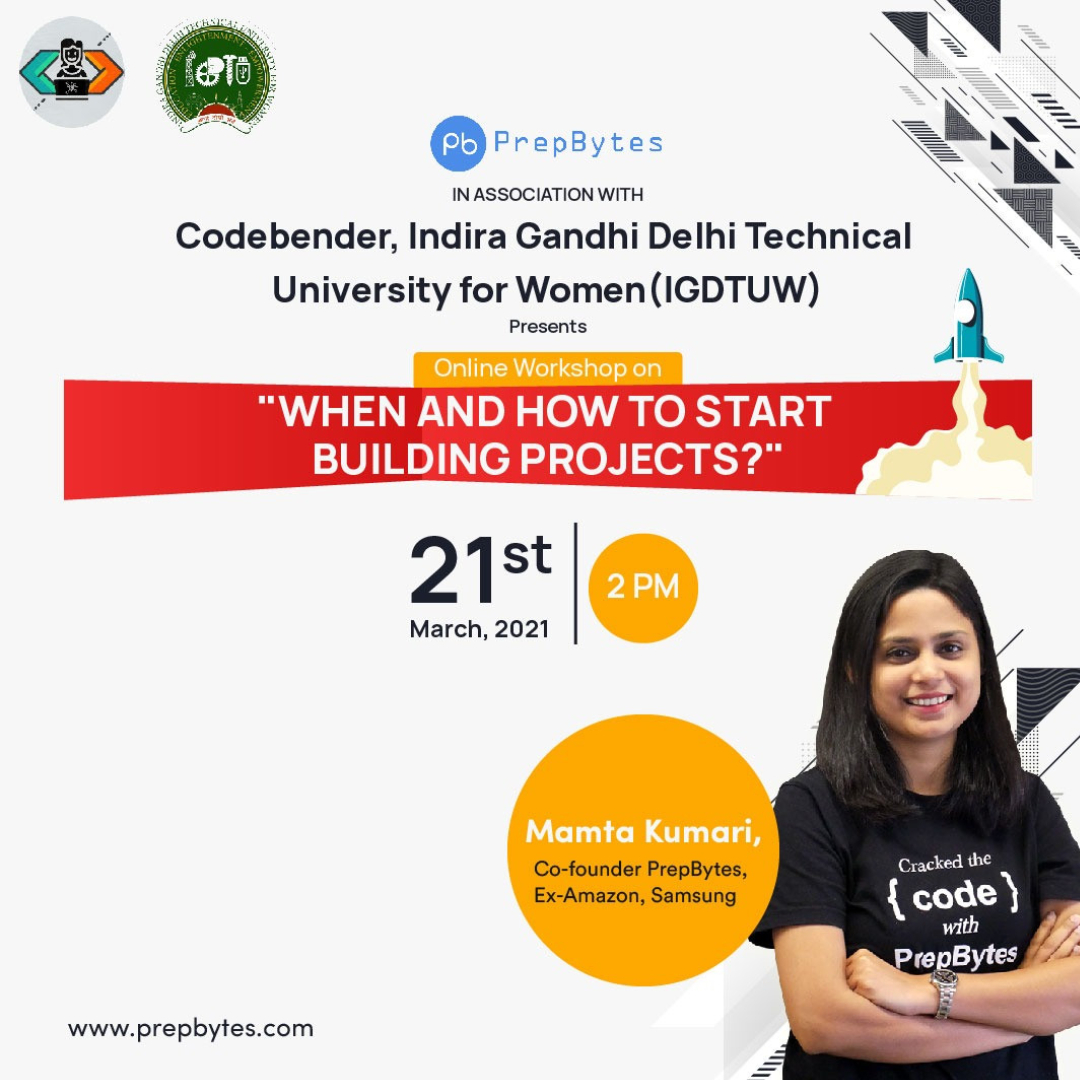 Pb PrepBytes
IN ASSOCIATION WITH
Codebender, Indira Gandhi Delhi Technical
University for Women(IGDTUW)
Presents
Online Workshop on
"WHEN AND HOW TO START
BUILDING PROJECTS?"
21st
March, 2021
2 PM
Mamta Kumari,
Co-founder PrepBytes,
Ex-Amazon, Samsung
Cracked the
{ code }
with
PrepBytes
www.prepbytes.com